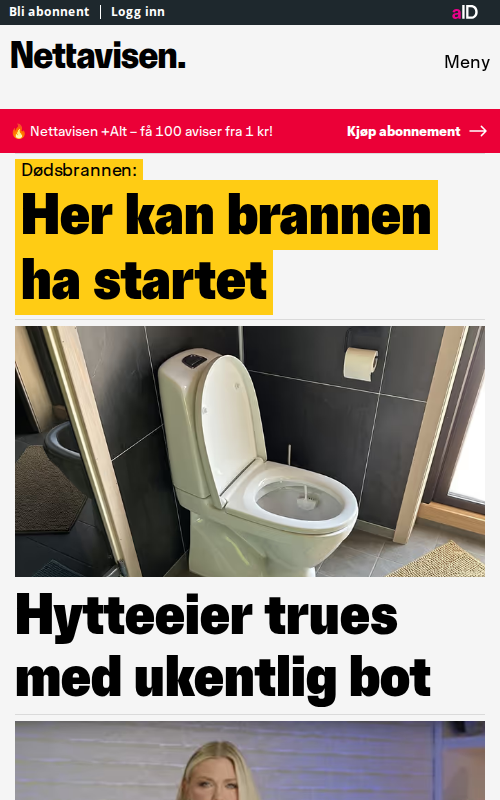 Bli abonnent | Logg inn
aID
Nettavisen.
Meny
🔥 Nettavisen +Alt – få 100 aviser fra 1 kr!
Kjøp abonnement →
Dødsbrannen:
Her kan brannen
ha startet
Hytteeier trues
med ukentlig bot